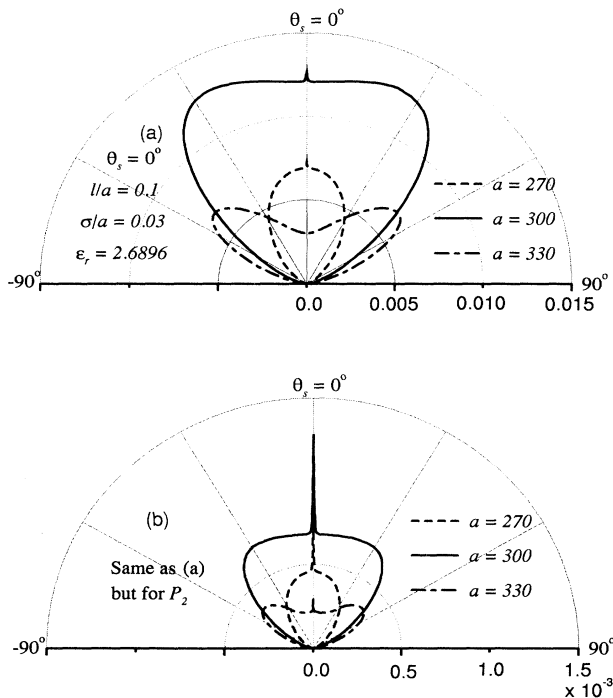 θs = 0°
(a)
θs = 0°
l/a = 0.1
σ/a = 0.03
εr = 2.6896
a = 270
a = 300
a = 330
-90°
90°
0.0 0.005 0.010 0.015
θs = 0°
(b)
Same as (a)
but for P2
a = 270
a = 300
a = 330
-90°
90°
0.0 0.5 1.0 1.5
x 10-3